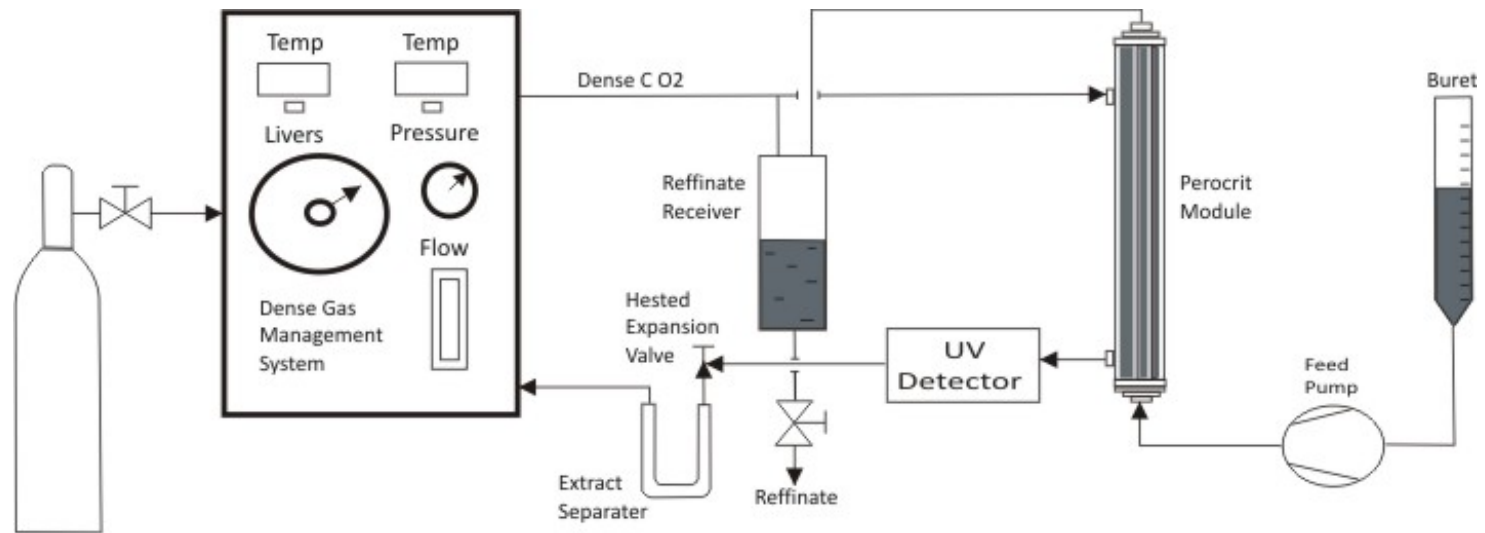 Temp
Temp
Livers
Pressure
Flow
Dense Gas
Management
System
Dense C O2
Reffinate
Receiver
Hested
Expansion
Valve
UV
Detector
Extract
Separater
Reffinate
Perocrit
Module
Buret
Feed
Pump